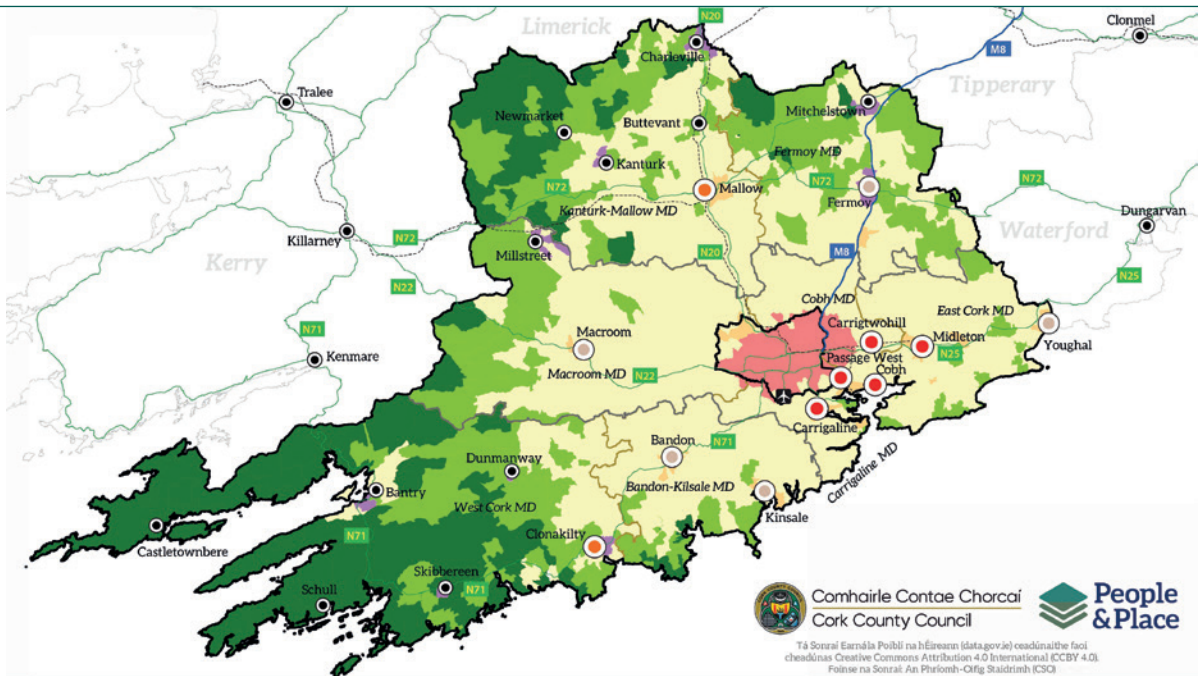 Limerick
N20
Clonmel
Charleville
M8
Tipperary
Tralee
Mitchelstown
Newmarket
Buttevant
Kanturk
Fermoy MD
N72
Mallow
N72
N72
Fermoy
Kanturk-Mallow MD
Dungarvan
Waterford
Killarney
N72
Millstreet
N20
M8
Kerry
N22
N25
Cobh MD
East Cork MD
N71
Macroom
Carrigtwohill
Midleton
Youghal
Kenmare
Passage West
N25
Macroom MD
N22
Cobh
Carrigaline
Bandon
N71
Dunmanway
Carrigaline MD
Bantry
Bandon-Kilsale MD
West Cork MD
Kinsale
N71
Clonakilty
Castletownbere
Skibbereen
N71
Schull
Comhairle Contae Chorcaí
Cork County Council
People
&Place
Tá Sonraí Earnála Poiblí na hÉireann (data.gov.ie) ceadúnaithe faoi
cheadúnas Creative Commons Attribution 4.0 International (CCBY 4.0).
Foinse na Sonraí: An Phríomh-Oifig Staidrimh (CSO)